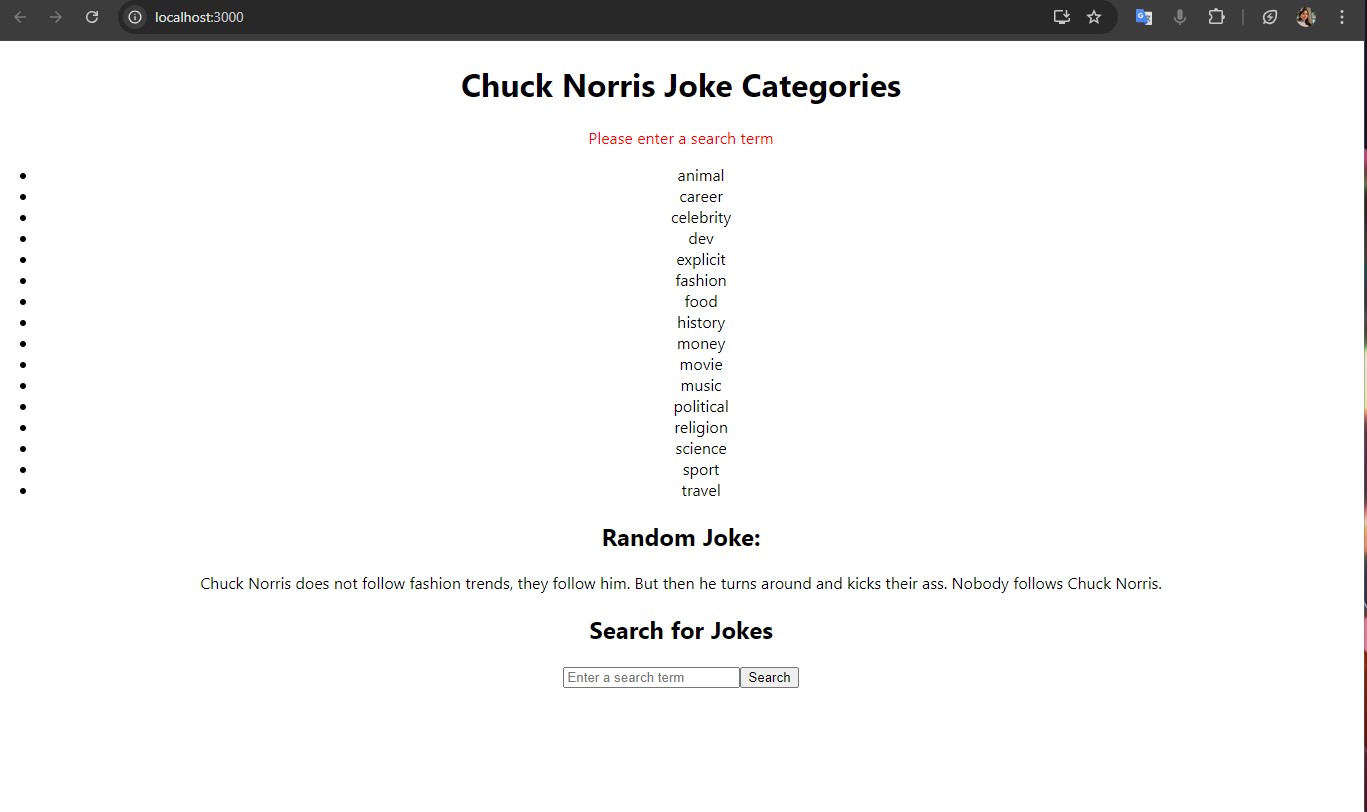 localhost:3000
Chuck Norris Joke Categories
Please enter a search term
animal
career
celebrity
dev
explicit
fashion
food
history
money
movie
music
political
religion
science
sport
travel
Random Joke:
Chuck Norris does not follow fashion trends, they follow him. But then he turns around and kicks their ass. Nobody follows Chuck Norris.
Search for Jokes
Enter a search term Search